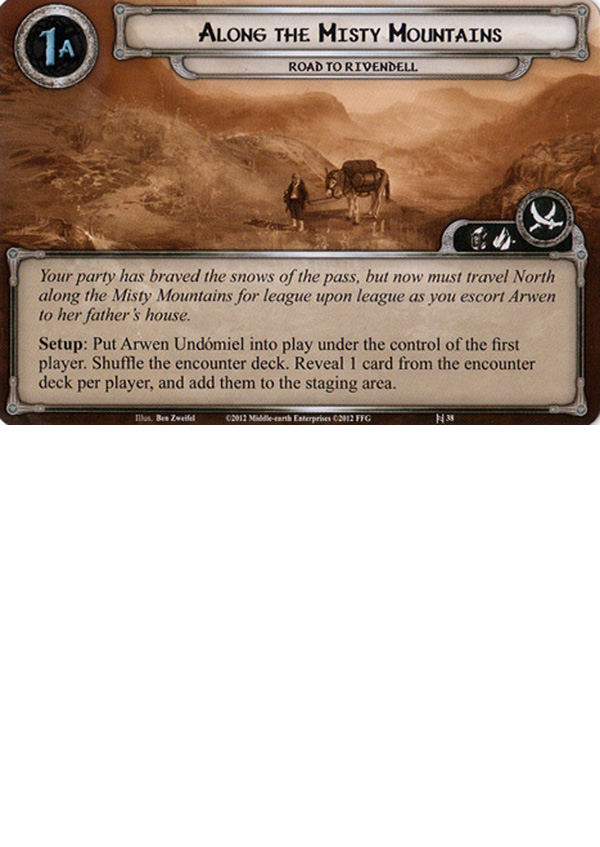 1A
Along the Misty Mountains
Road to Rivendell
Your party has braved the snows of the pass, but now must travel North
along the Misty Mountains for league upon league as you escort Arwen
to her father's house.
Setup: Put Arwen Undómiel into play under the control of the first
player. Shuffle the encounter deck. Reveal 1 card from the encounter
deck per player, and add them to the staging area.
Illus. Ben Zweifel ©2012 Middle-earth Enterprises ©2012 FFG 38